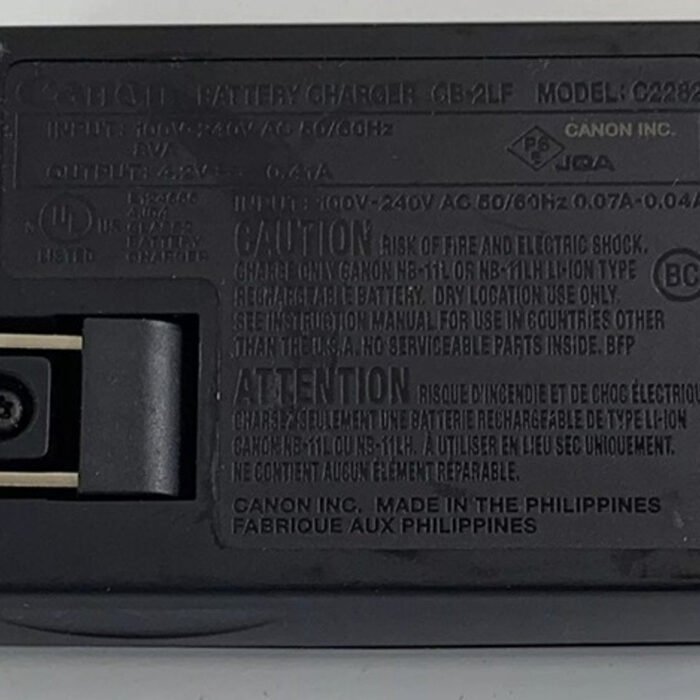 Canon BATTERY CHARGER CB-2LF MODEL: C2282
INPUT: 100V-240V AC 50/60Hz
8VA
OUTPUT: 4.2V 0.41A
PS E JQA CANON INC.
UL US
LISTED
BATTERY
CHARGER
INPUT: 100V-240V AC 50/60Hz 0.07A-0.04A
CAUTION RISK OF FIRE AND ELECTRIC SHOCK.
CHARGE ONLY CANON NB-11L OR NB-11LH LI-ION TYPE
RECHARGEABLE BATTERY. DRY LOCATION USE ONLY.
SEE INSTRUCTION MANUAL FOR USE IN COUNTRIES OTHER
THAN THE U.S.A. NO SERVICEABLE PARTS INSIDE. BFP
BC
ATTENTION RISQUE D'INCENDIE ET DE CHOC ÉLECTRIQU
CHARGEZ SEULEMENT UNE BATTERIE RECHARGEABLE DE TYPE LI-ION
CANON NB-11L OU NB-11LH. À UTILISER EN LIEU SEC UNIQUEMENT.
NE CONTIENT AUCUN ÉLÉMENT REPARABLE.
CANON INC. MADE IN THE PHILIPPINES
FABRIQUE AUX PHILIPPINES